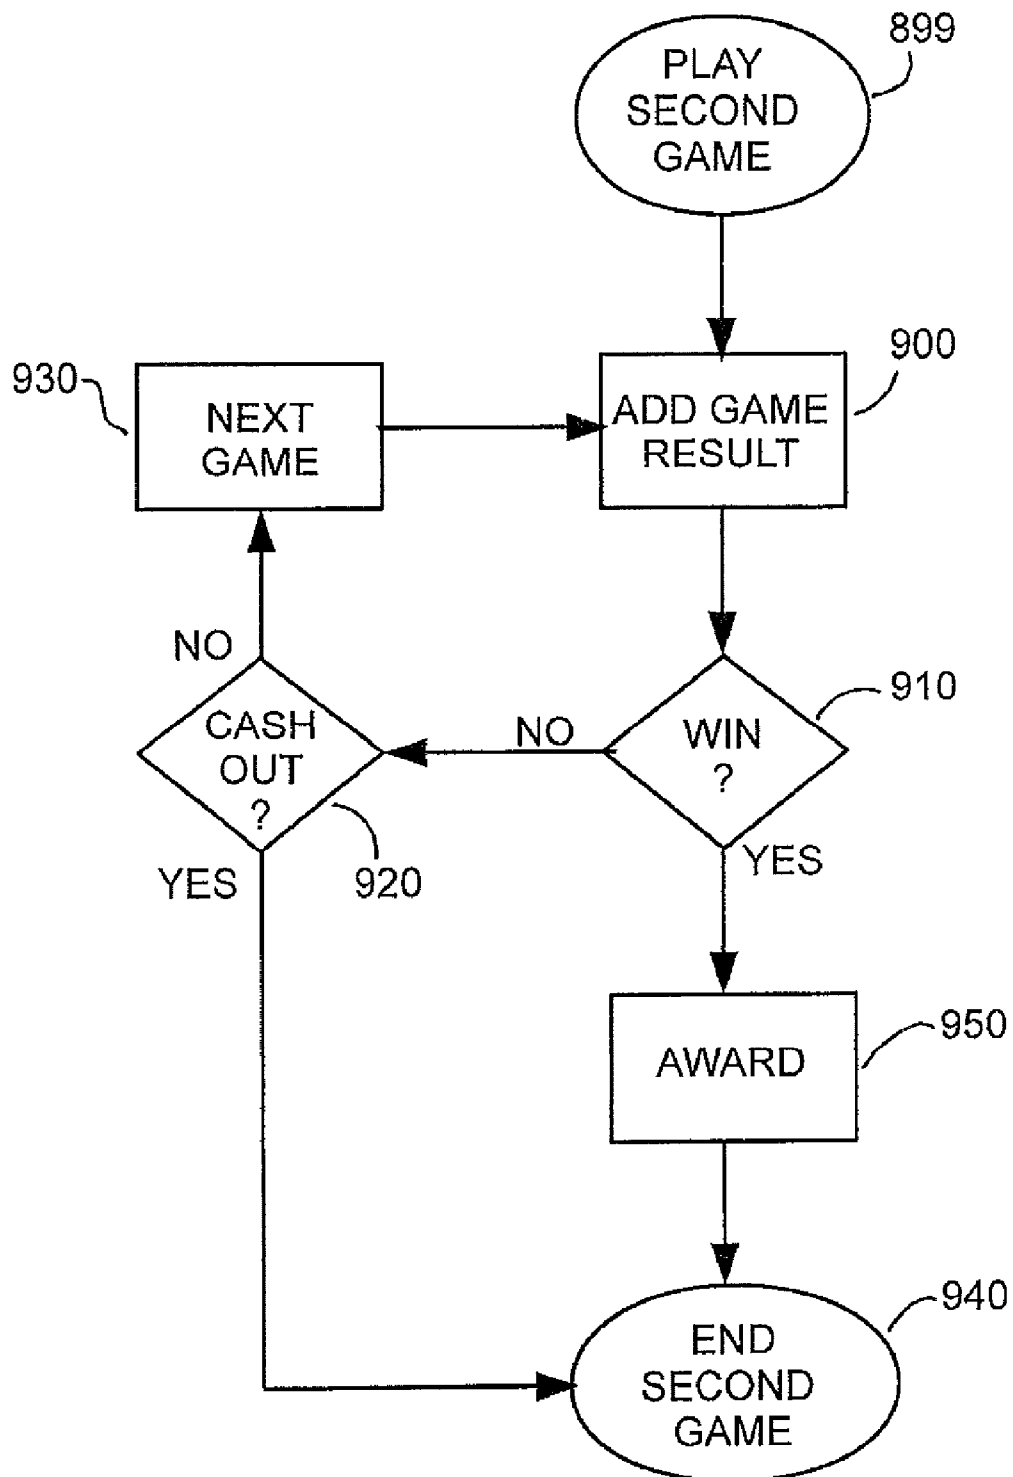 899
PLAY
SECOND
GAME
900
930
NEXT
GAME
ADD GAME
RESULT
NO
910
CASH
OUT
?
NO
WIN
?
YES
920
YES
950
AWARD
940
END
SECOND
GAME